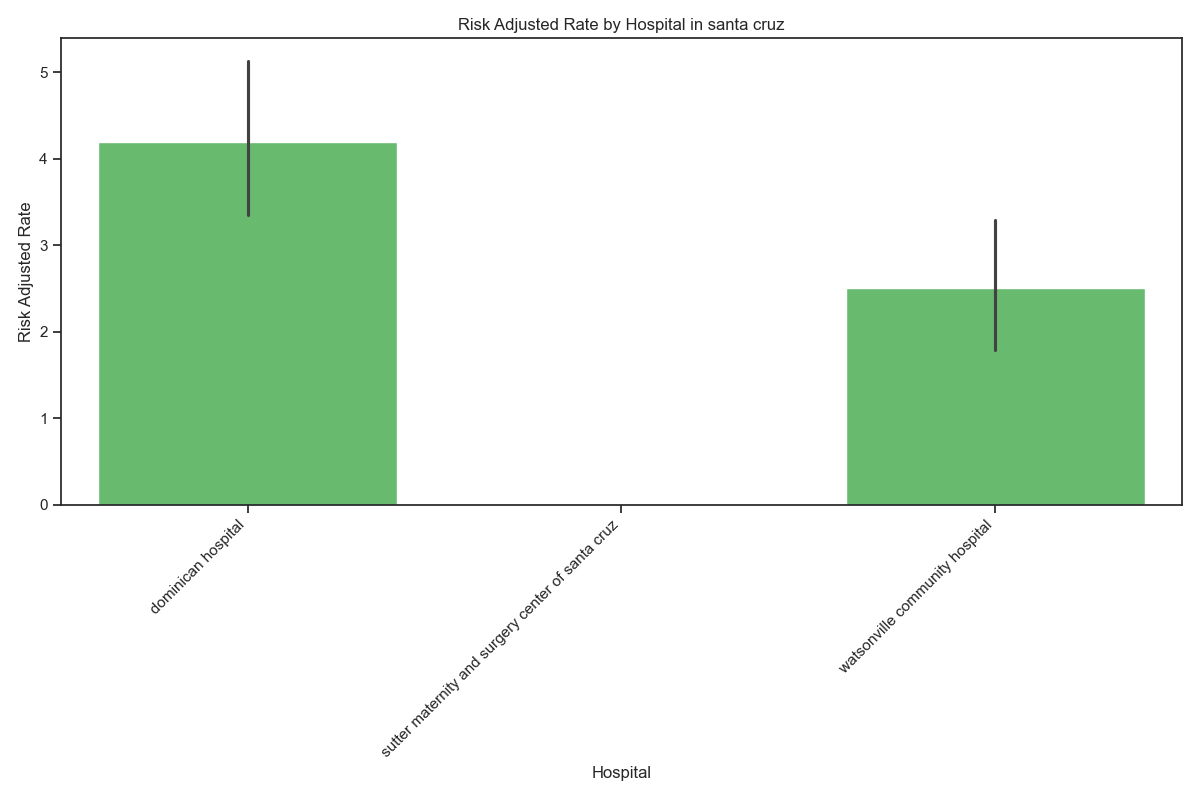 Risk Adjusted Rate by Hospital in santa cruz
Risk Adjusted Rate
5
4
3
2
1
0
dominican hospital
sutter maternity and surgery center of santa cruz
watsonville community hospital
Hospital